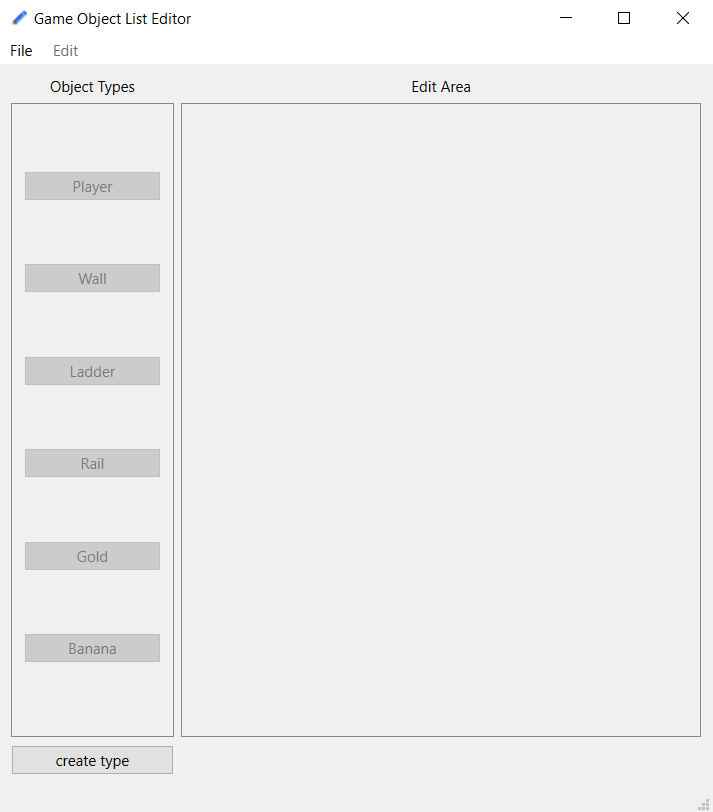 Game Object List Editor
File Edit
Object Types Edit Area
Player
Wall
Ladder
Rail
Gold
Banana
create type